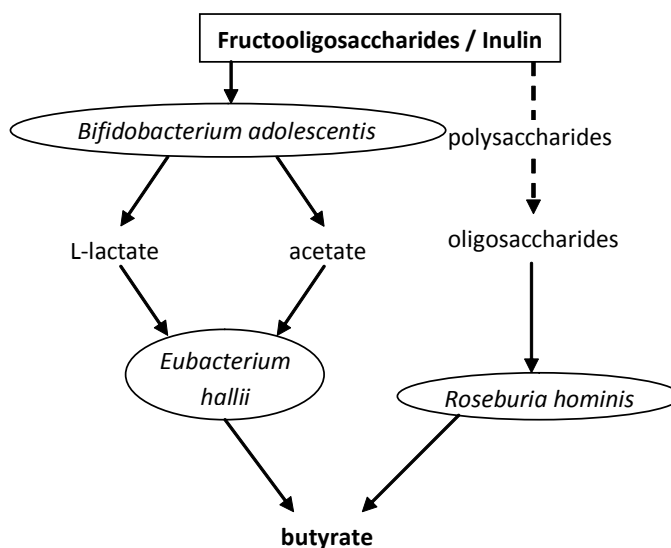 Fructooligosaccharides / Inulin
Bifidobacterium adolescentis
polysaccharides
L-lactate
acetate
oligosaccharides
Eubacterium
hallii
Roseburia hominis
butyrate